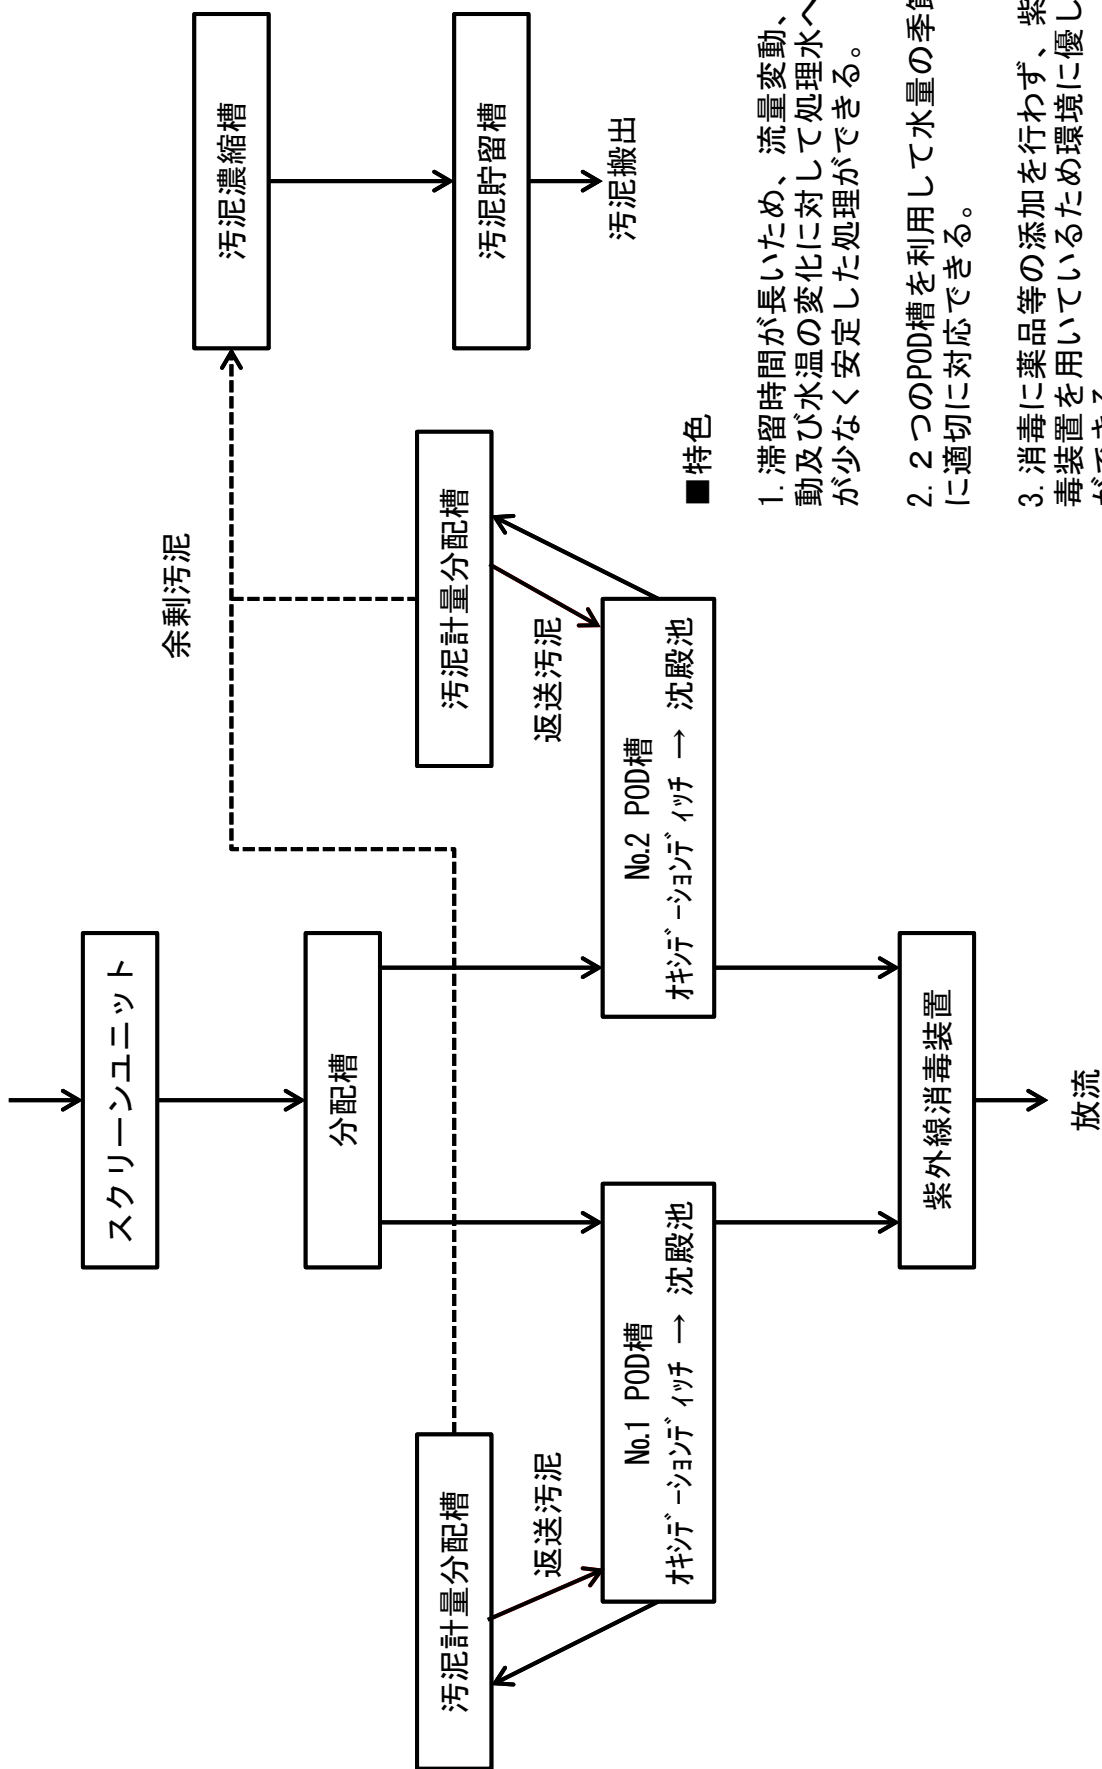 スクリーンユニット
分配槽
余剰汚泥
汚泥濃縮槽
汚泥貯留槽
汚泥搬出
汚泥計量分配槽
返送汚泥
No.1 POD槽
ｵｷｼﾃﾞｰｼｮﾝﾃﾞｨｯﾁ → 沈殿池
汚泥計量分配槽
返送汚泥
No.2 POD槽
ｵｷｼﾃﾞｰｼｮﾝﾃﾞｨｯﾁ → 沈殿池
紫外線消毒装置
放流
■特色
1.滞留時間が長いため、流量変動、
動及び水温の変化に対して処理水へ
が少なく安定した処理ができる。
2.２つのPOD槽を利用して水量の季節
に適切に対応できる。
3.消毒に薬品等の添加を行わず、紫
毒装置を用いているため環境に優し
ができる